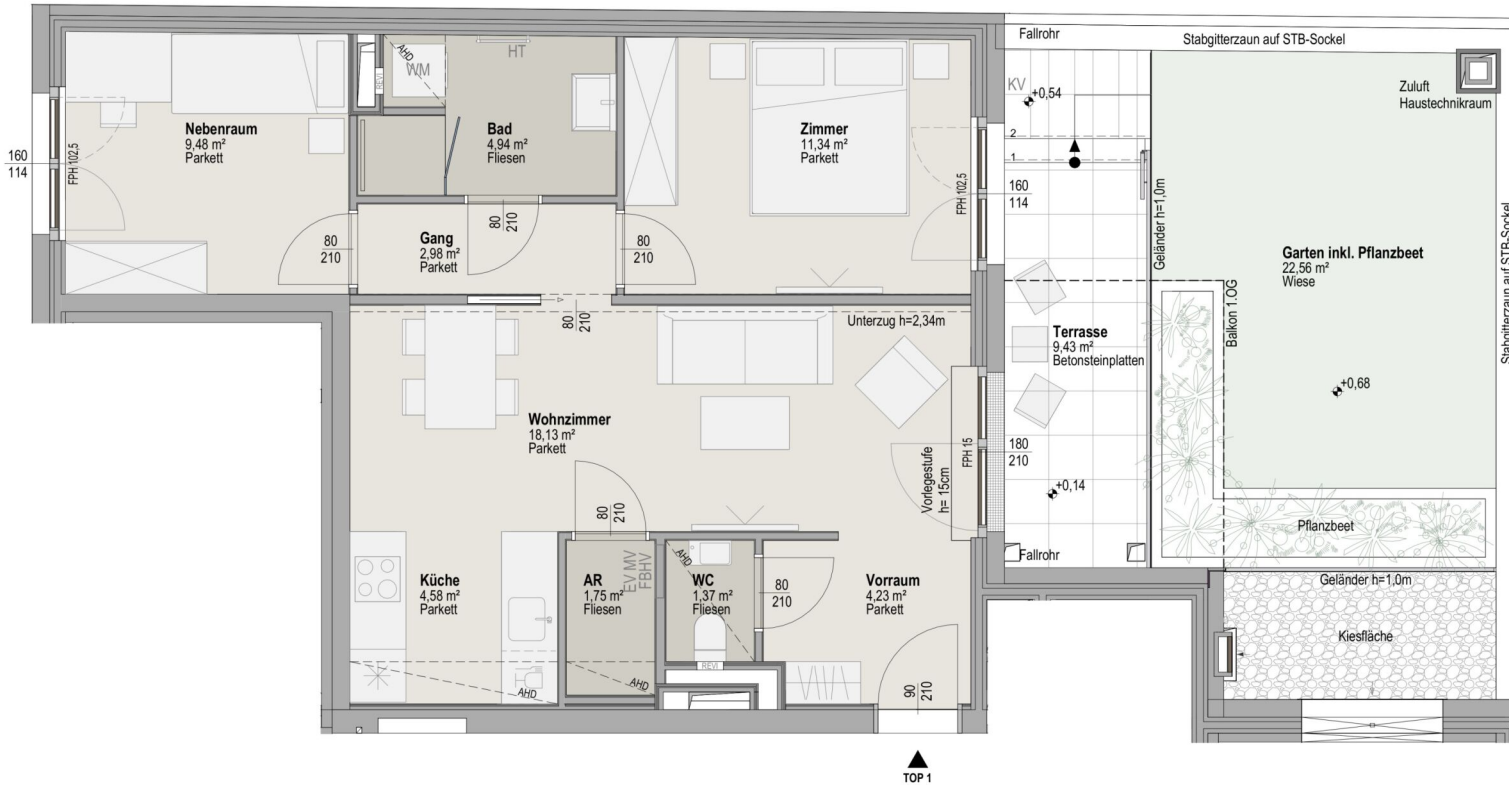 Fallrohr
Stabgitterzaun auf STB-Sockel
AHD
WM
HT
REVI
KV
+0,54
Zuluft
Haustechnikraum
Nebenraum
9,48 m²
Parkett
Bad
4,94 m²
Fliesen
Zimmer
11,34 m²
Parkett
2
1
160
114
FPH 102,5
FPH 102,5
160
114
80
210
Gang
2,98 m²
Parkett
80
210
80
210
Geländer h=1,0m
Garten inkl. Pflanzbeet
22,56 m²
Wiese
Stabgitterzaun auf STB-Sockel
80
210
Unterzug h=2,34m
Terrasse
9,43 m²
Betonsteinplatten
Balkon 1.OG
+0,68
Wohnzimmer
18,13 m²
Parkett
Vorlegestufe
h= 15cm
FPH 15
180
210
+0,14
80
210
Pflanzbeet
Fallrohr
Küche
4,58 m²
Parkett
AR
1,75 m²
Fliesen
EV MV
FBHV
AHD
WC
1,37 m²
Fliesen
80
210
Vorraum
4,23 m²
Parkett
Geländer h=1,0m
Kiesfläche
REVI
AHD
AHD
90
210
TOP 1